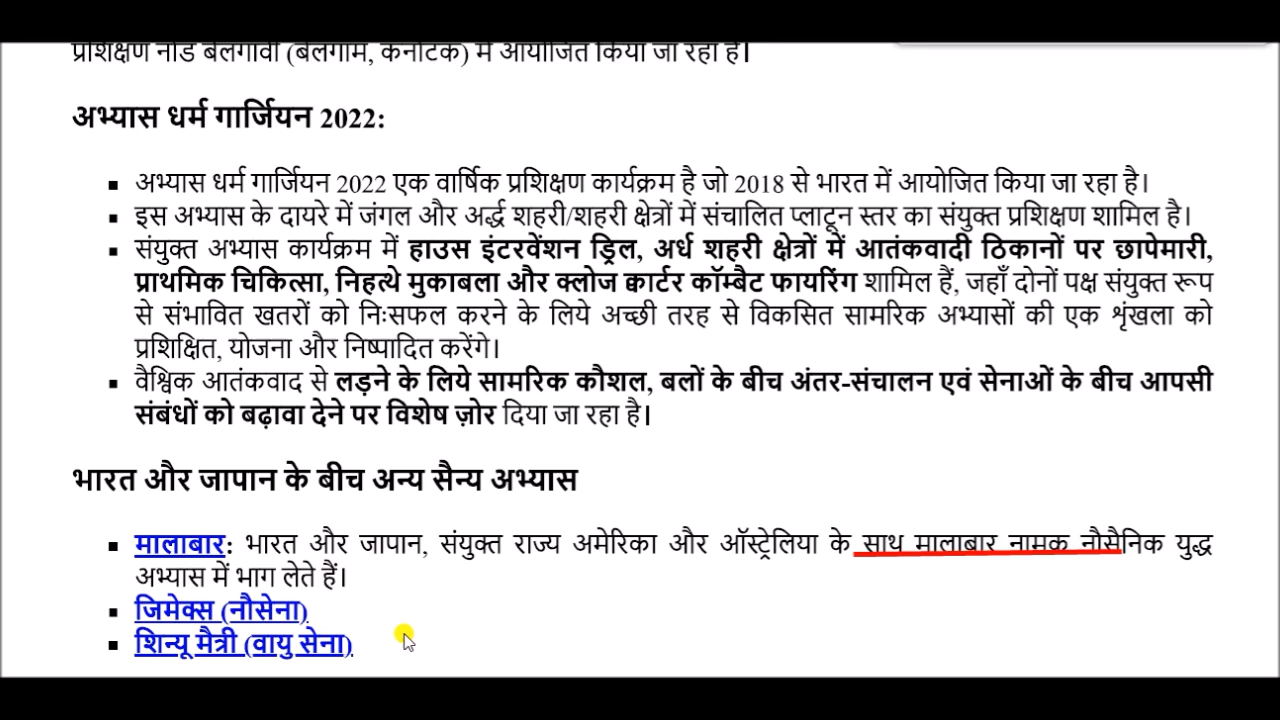 प्रशिक्षण नोड बेलगावी (बेलगाम, कर्नाटक) में आयोजित किया जा रहा है।
अभ्यास धर्म गार्जियन 2022:
▪ अभ्यास धर्म गार्जियन 2022 एक वार्षिक प्रशिक्षण कार्यक्रम है जो 2018 से भारत में आयोजित किया जा रहा है।
▪ इस अभ्यास के दायरे में जंगल और अर्द्ध शहरी/शहरी क्षेत्रों में संचालित प्लाटून स्तर का संयुक्त प्रशिक्षण शामिल है।
▪ संयुक्त अभ्यास कार्यक्रम में हाउस इंटरवेंशन ड्रिल, अर्ध शहरी क्षेत्रों में आतंकवादी ठिकानों पर छापेमारी,
प्राथमिक चिकित्सा, निहत्थे मुकाबला और क्लोज क्वार्टर कॉम्बैट फायरिंग शामिल हैं, जहाँ दोनों पक्ष संयुक्त रूप
से संभावित खतरों को निःसफल करने के लिये अच्छी तरह से विकसित सामरिक अभ्यासों की एक शृंखला को
प्रशिक्षित, योजना और निष्पादित करेंगे।
▪ वैश्विक आतंकवाद से लड़ने के लिये सामरिक कौशल, बलों के बीच अंतर-संचालन एवं सेनाओं के बीच आपसी
संबंधों को बढ़ावा देने पर विशेष ज़ोर दिया जा रहा है।
भारत और जापान के बीच अन्य सैन्य अभ्यास
▪ मालाबार: भारत और जापान, संयुक्त राज्य अमेरिका और ऑस्ट्रेलिया के साथ मालाबार नामक नौसैनिक युद्ध
अभ्यास में भाग लेते हैं।
▪ जिमेक्स (नौसेना)
▪ शिन्यू मैत्री (वायु सेना)